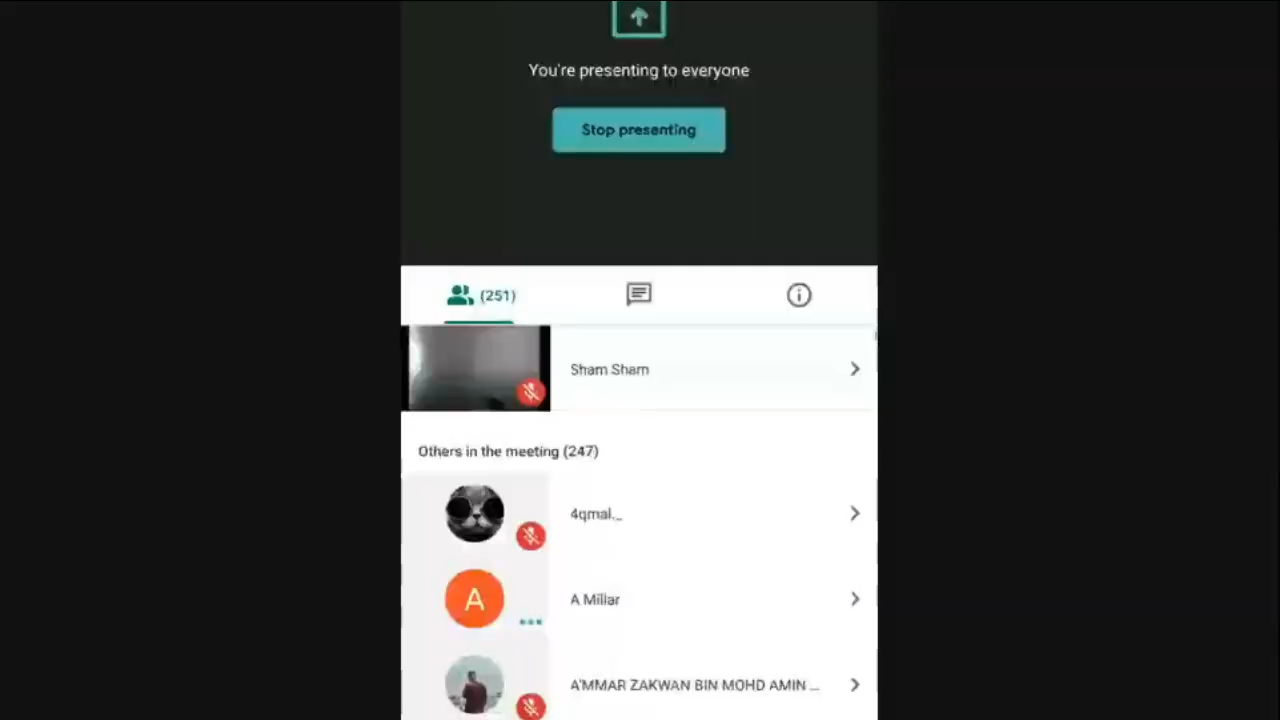 You're presenting to everyone
Stop presenting
(251)
Sham Sham
Others in the meeting (247)
4qmal._
A
A Millar
A'MMAR ZAKWAN BIN MOHD AMIN ...